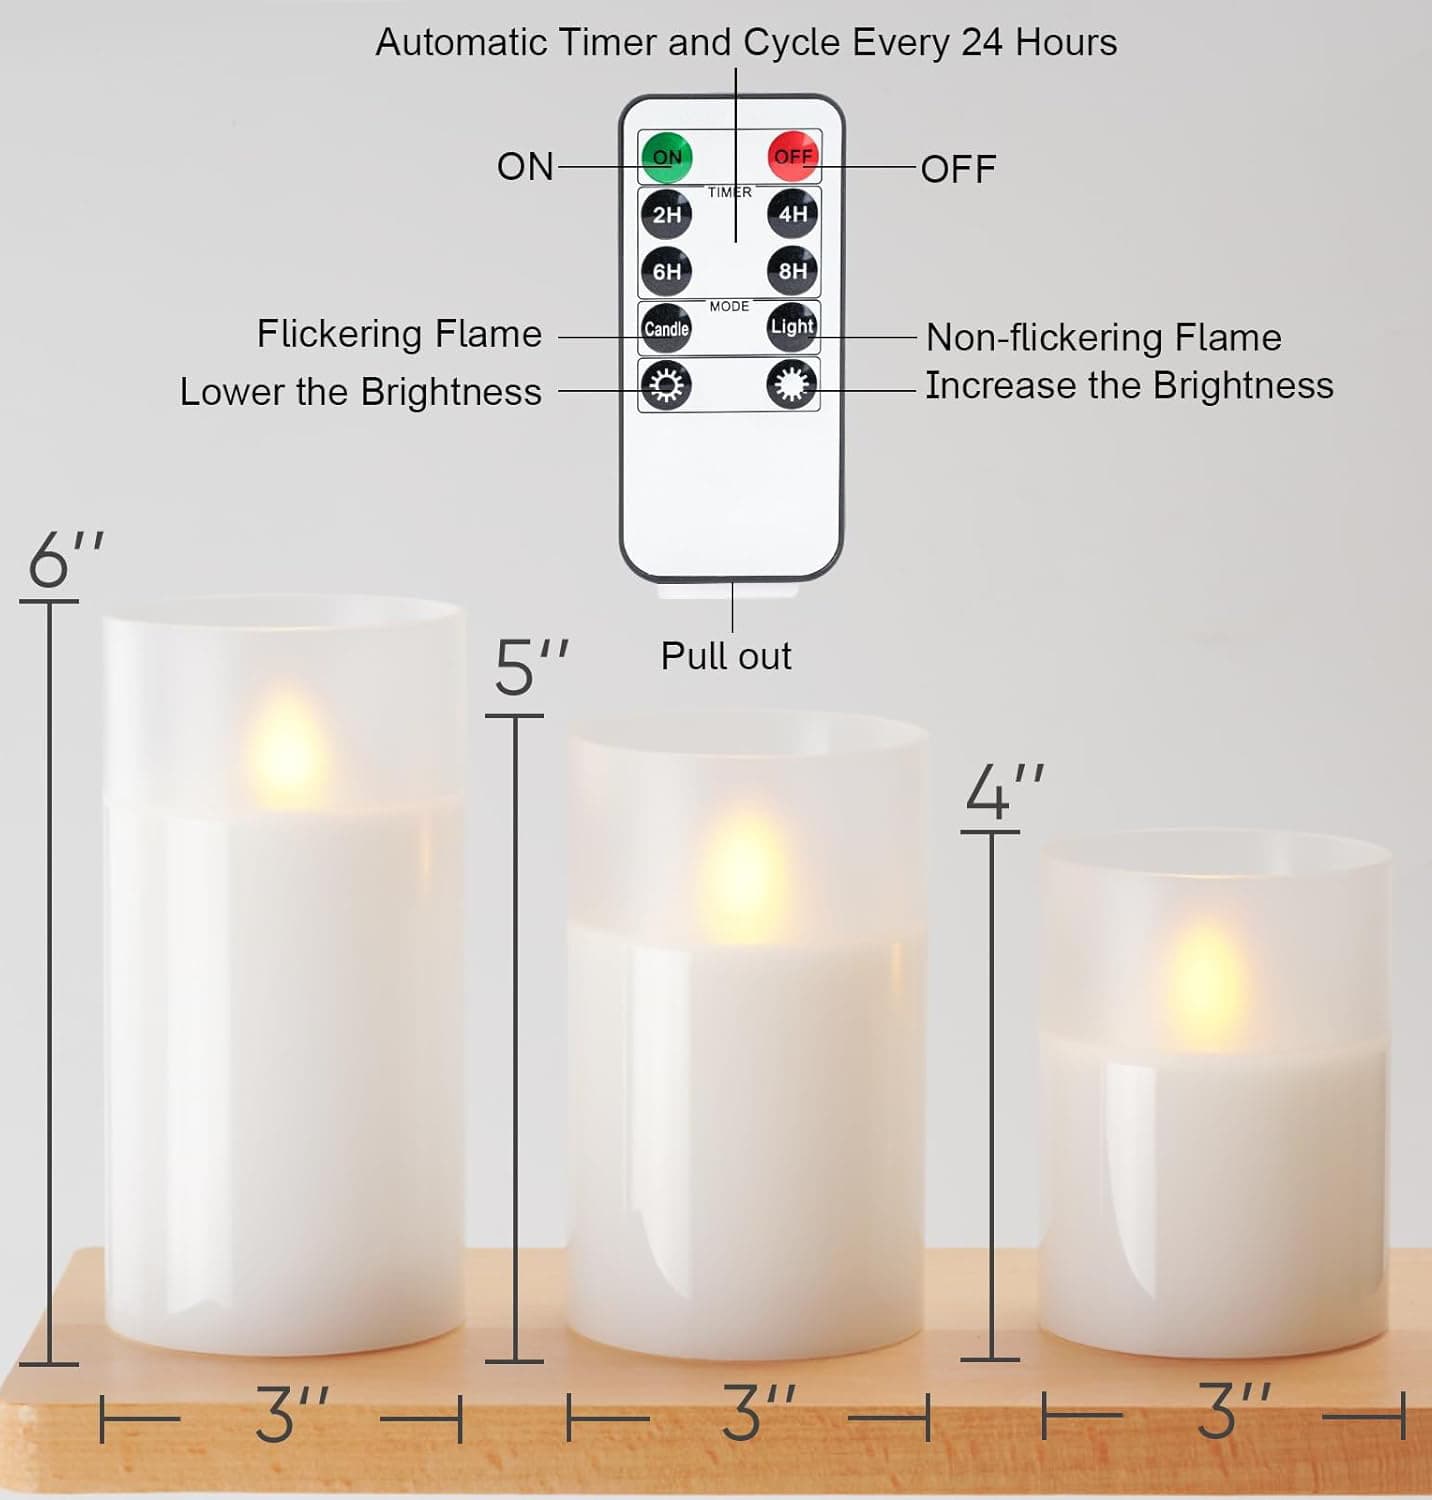 Automatic Timer and Cycle Every 24 Hours
ON
ON
OFF
OFF
TIMER
2H
4H
6H
8H
MODE
Flickering Flame
Candle
Light
Non-flickering Flame
Lower the Brightness
Increase the Brightness
Pull out
6"
5"
4"
3"
3"
3"